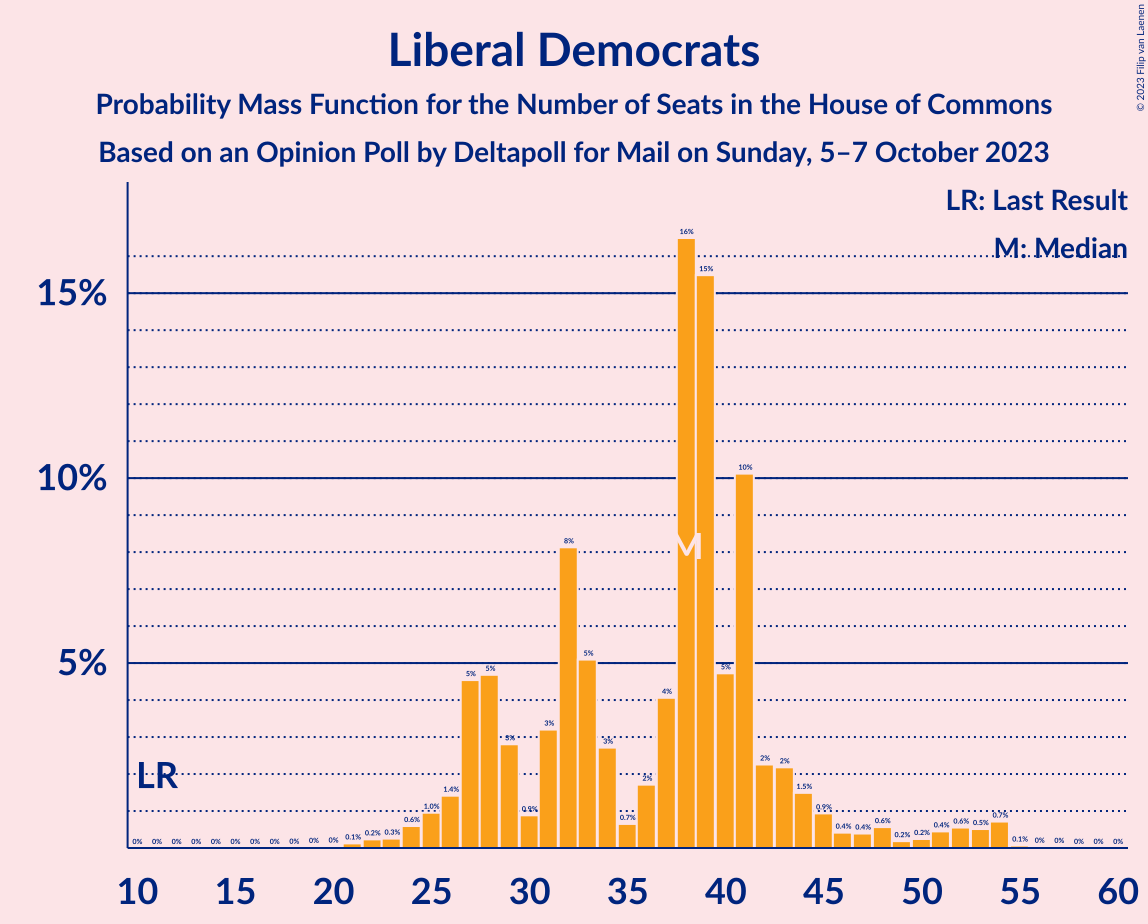 © 2023 Filip van Laenen
Liberal Democrats
Probability Mass Function for the Number of Seats in the House of Commons
Based on an Opinion Poll by Deltapoll for Mail on Sunday, 5–7 October 2023
LR: Last Result
M: Median
15%
10%
5%
0% 0% 0% 0% 0% 0% 0% 0% 0% 0% 0% 0.1% 0.2% 0.3% 0.6% 1.0% 1.4% 5% 5% 3% 0.9% 3% 8% 5% 3% 0.7% 2% 4% 16% 15% 5% 10% 2% 2% 1.5% 0.9% 0.4% 0.4% 0.6% 0.2% 0.2% 0.4% 0.6% 0.5% 0.7% 0.1% 0% 0% 0% 0% 0%
M
LR
10 15 20 25 30 35 40 45 50 55 60